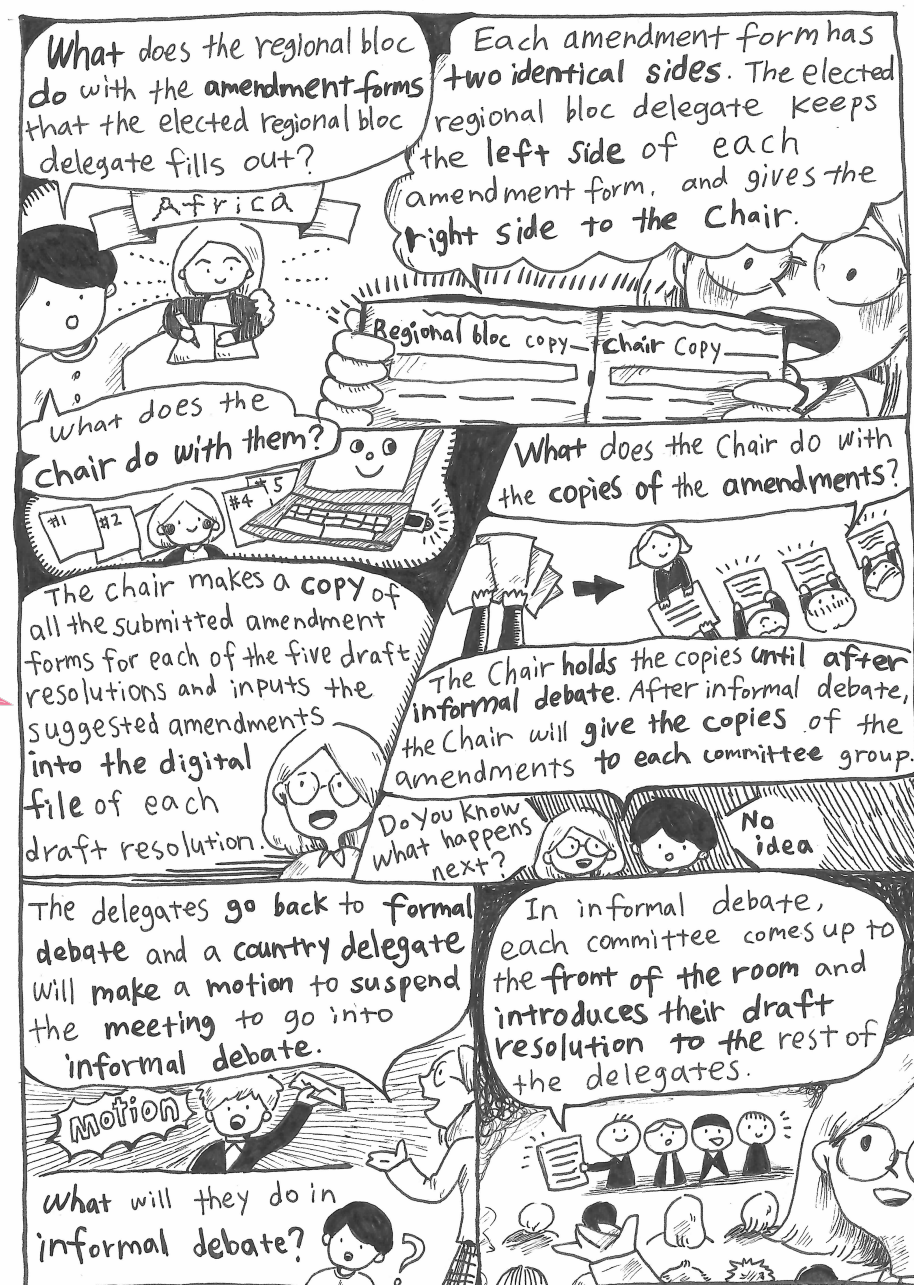 What does the regional bloc
do with the amendment forms
that the elected regional bloc
delegate fills out?
Each amendment form has
two identical sides. The elected
regional bloc delegate keeps
the left side of each
amendment form, and gives the
right side to the Chair.
Africa
Regional bloc copy
Chair Copy
What does the
chair do with them?
#1
#2
#4
#5
The Chair makes a copy of
all the submitted amendment
forms for each of the five draft
resolutions and inputs the
suggested amendments
into the digital
file of each
draft resolution.
What does the Chair do with
the copies of the amendments?
The Chair holds the copies until after
informal debate. After informal debate,
the Chair will give the copies of the
amendments to each committee group.
Do you know
what happens
next?
No
idea
The delegates go back to formal
debate and a country delegate
will make a motion to suspend
the meeting to go into
informal debate.
Motion
What will they do in
informal debate?
In informal debate,
each committee comes up to
the front of the room and
introduces their draft
resolution to the rest of
the delegates.